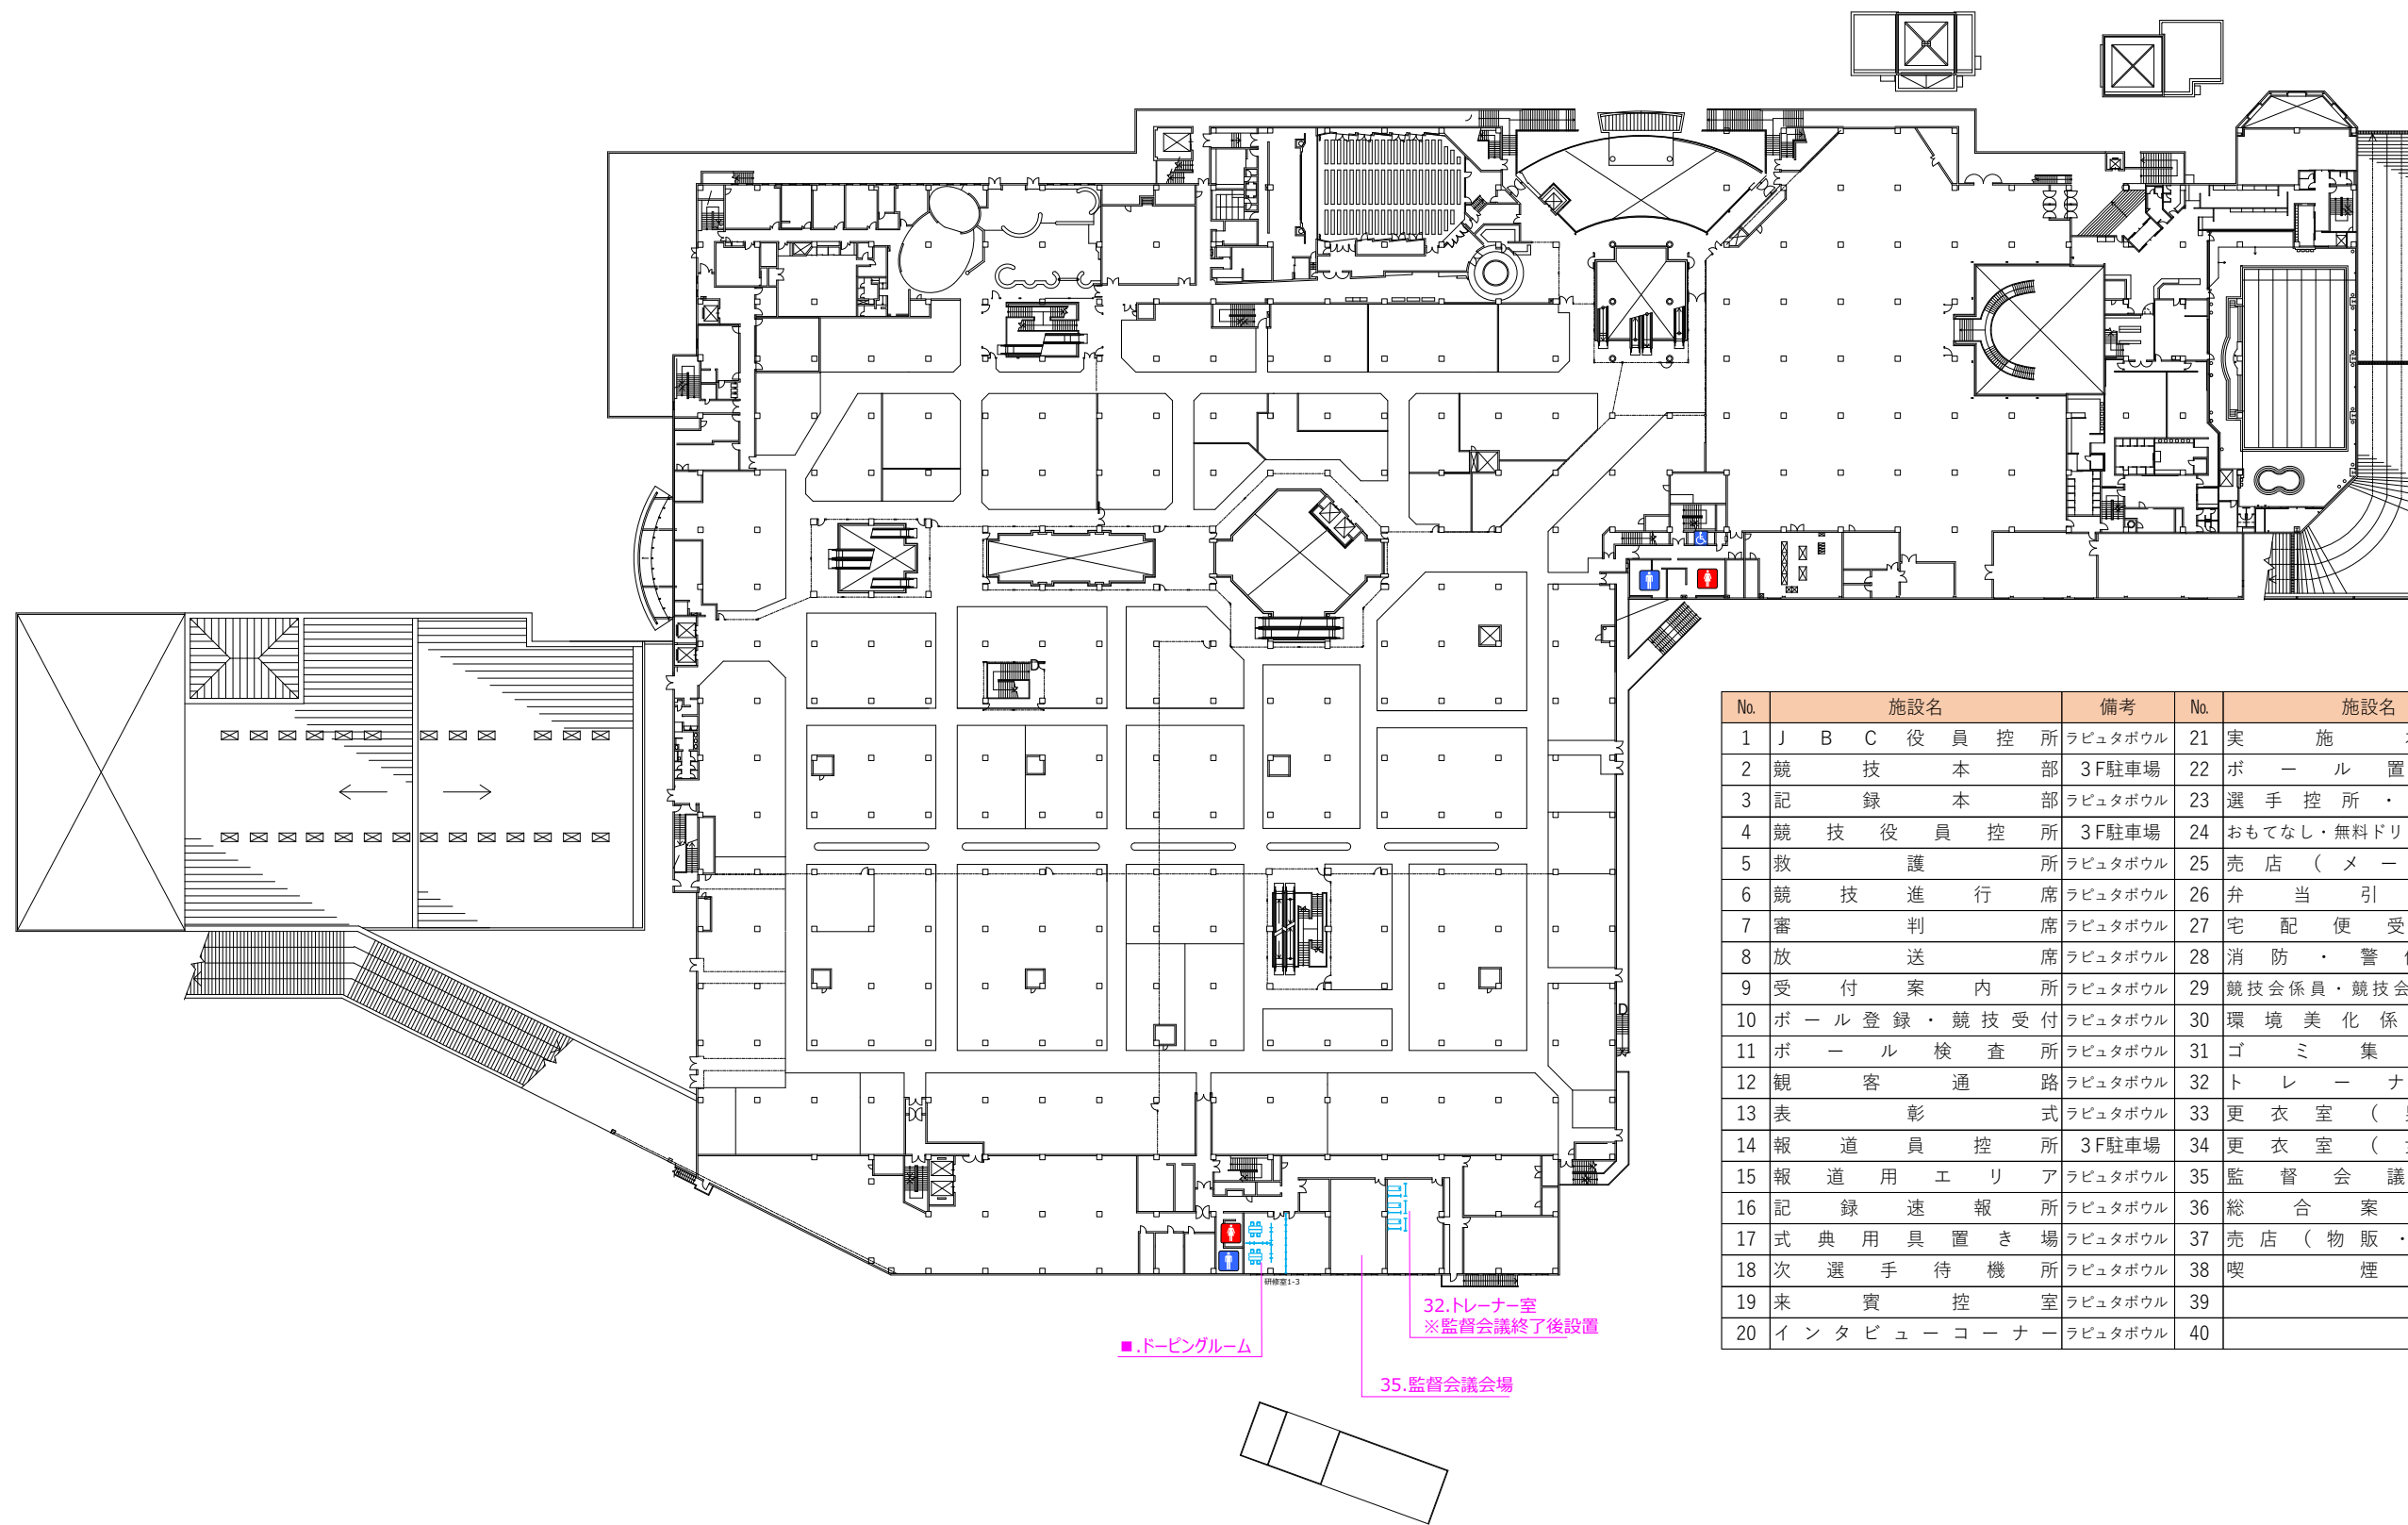 No. 施設名 備考 No. 施設名
1 JBC役員控所 ラピュタボウル 21 実施
2 競技本部 3F駐車場 22 ボール置
3 記録本部 ラピュタボウル 23 選手控所・
4 競技役員控所 3F駐車場 24 おもてなし・無料ドリ
5 救護所 ラピュタボウル 25 売店(メー
6 競技進行席 ラピュタボウル 26 弁当引
7 審判席 ラピュタボウル 27 宅配便受
8 放送席 ラピュタボウル 28 消防・警
9 受付案内所 ラピュタボウル 29 競技会係員・競技会
10 ボール登録・競技受付 ラピュタボウル 30 環境美化係
11 ボール検査所 ラピュタボウル 31 ゴミ集
12 観客通路 ラピュタボウル 32 トレーナ
13 表彰式 ラピュタボウル 33 更衣室(
14 報道員控所 3F駐車場 34 更衣室(
15 報道用エリア ラピュタボウル 35 監督会議
16 記録速報所 ラピュタボウル 36 総合案
17 式典用具置き場 ラピュタボウル 37 売店(物販・
18 次選手待機所 ラピュタボウル 38 喫煙
19 来賓控室 ラピュタボウル 39
20 インタビューコーナー ラピュタボウル 40
研修室1-3
32.トレーナー室
※監督会議終了後設置
■.ドーピングルーム
35.監督会議会場